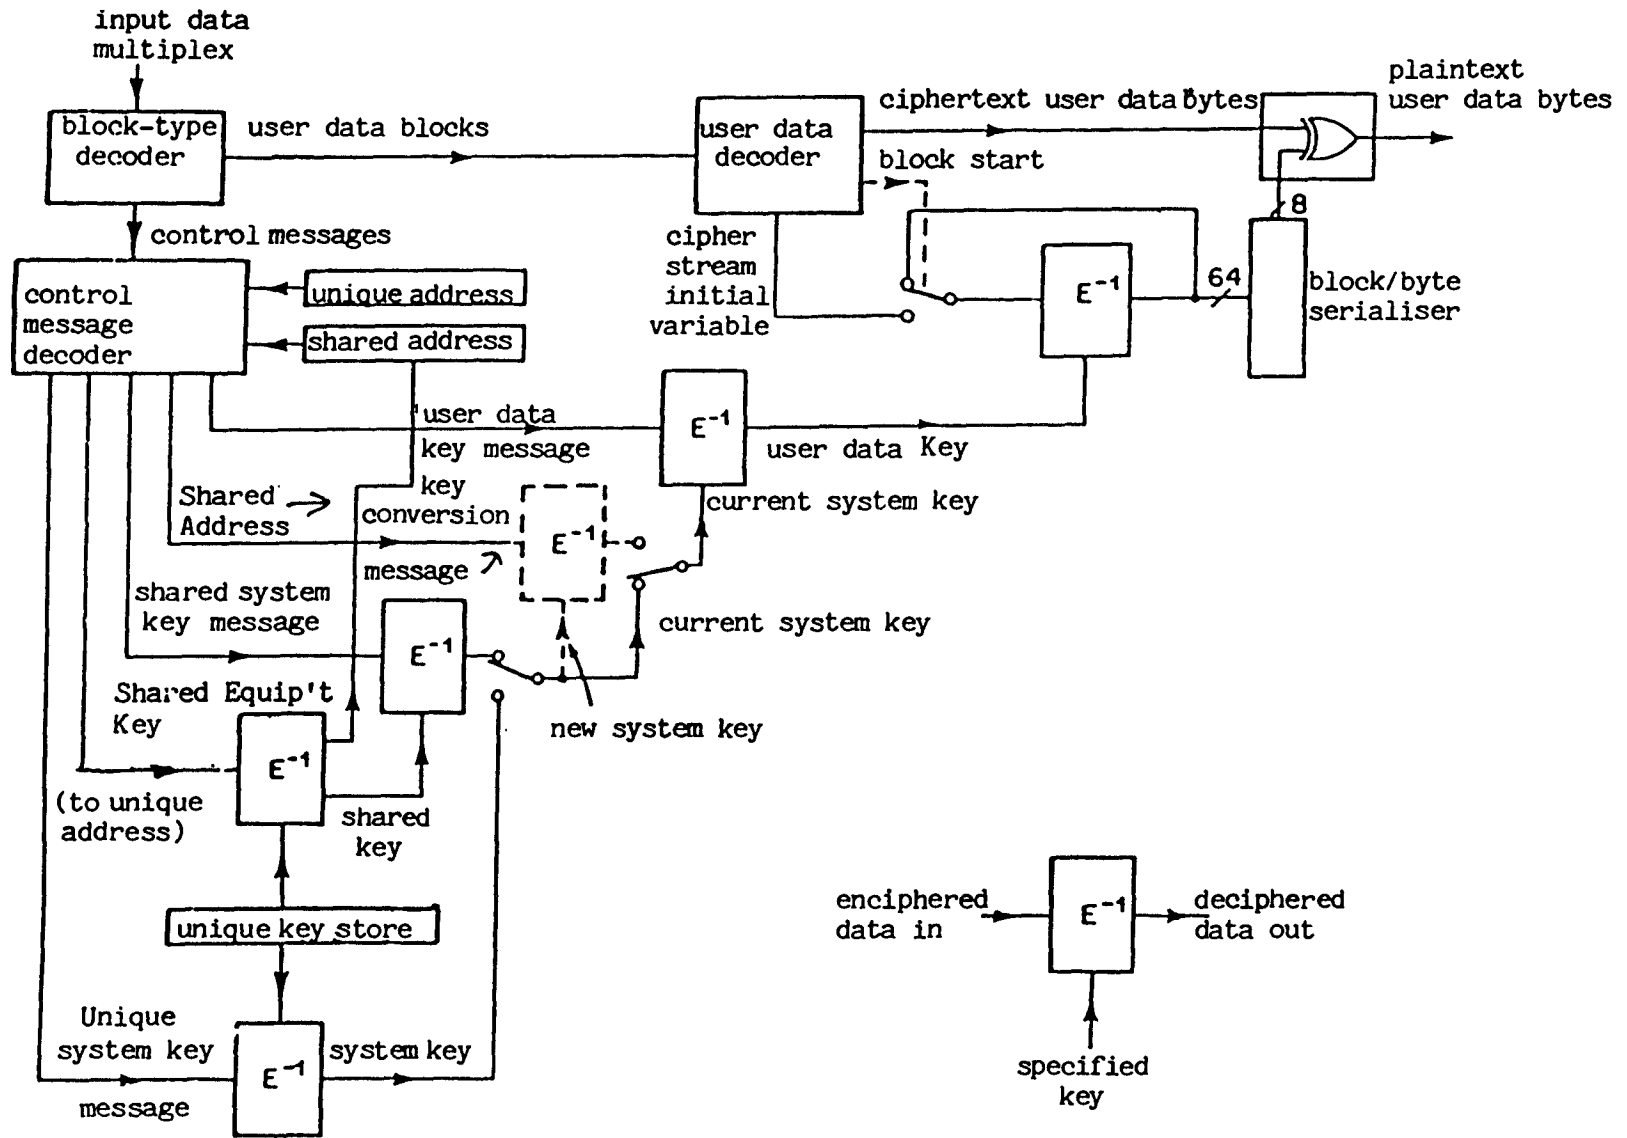 input data
multiplex
block-type
decoder
user data blocks
user data
decoder
ciphertext user data bytes
plaintext
user data bytes
block start
8
control messages
control
message
decoder
unique address
shared address
cipher
stream
initial
variable
E⁻¹
64
block/byte
serialiser
user data
key message
E⁻¹
user data Key
Shared
Address
key
conversion
message
E⁻¹
current system key
shared system
key message
E⁻¹
current system key
Shared Equip't
Key
new system key
E⁻¹
(to unique
address)
shared
key
unique key store
enciphered
data in
E⁻¹
deciphered
data out
specified
key
Unique
system key
message
E⁻¹
system key